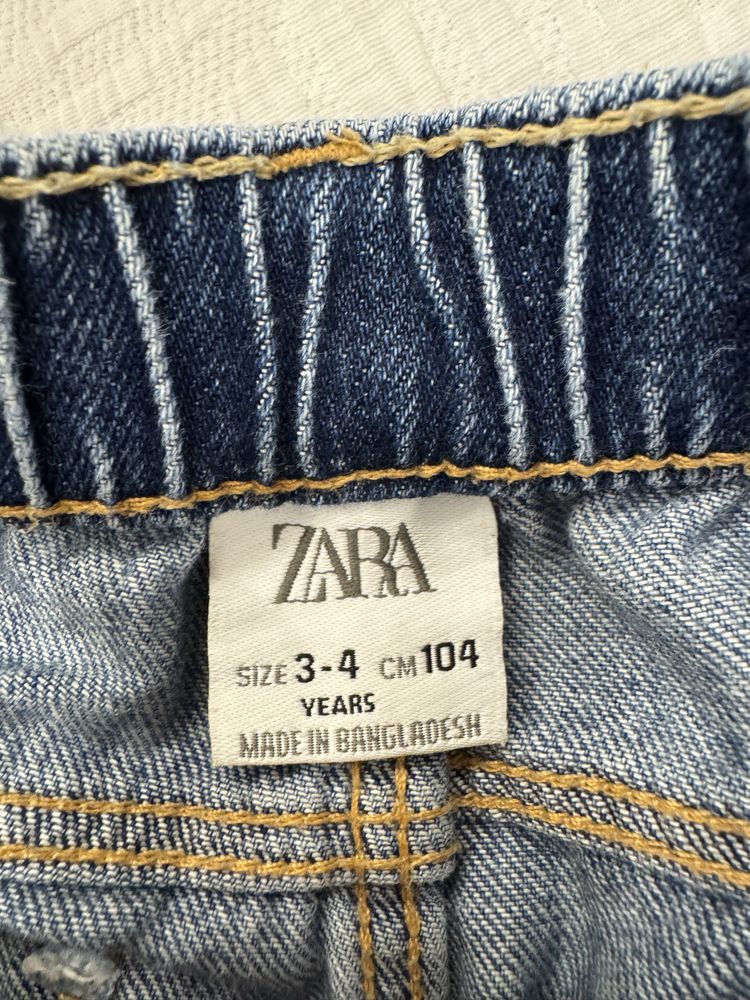 ZARA
SIZE 3-4 CM 104
YEARS
MADE IN BANGLADESH